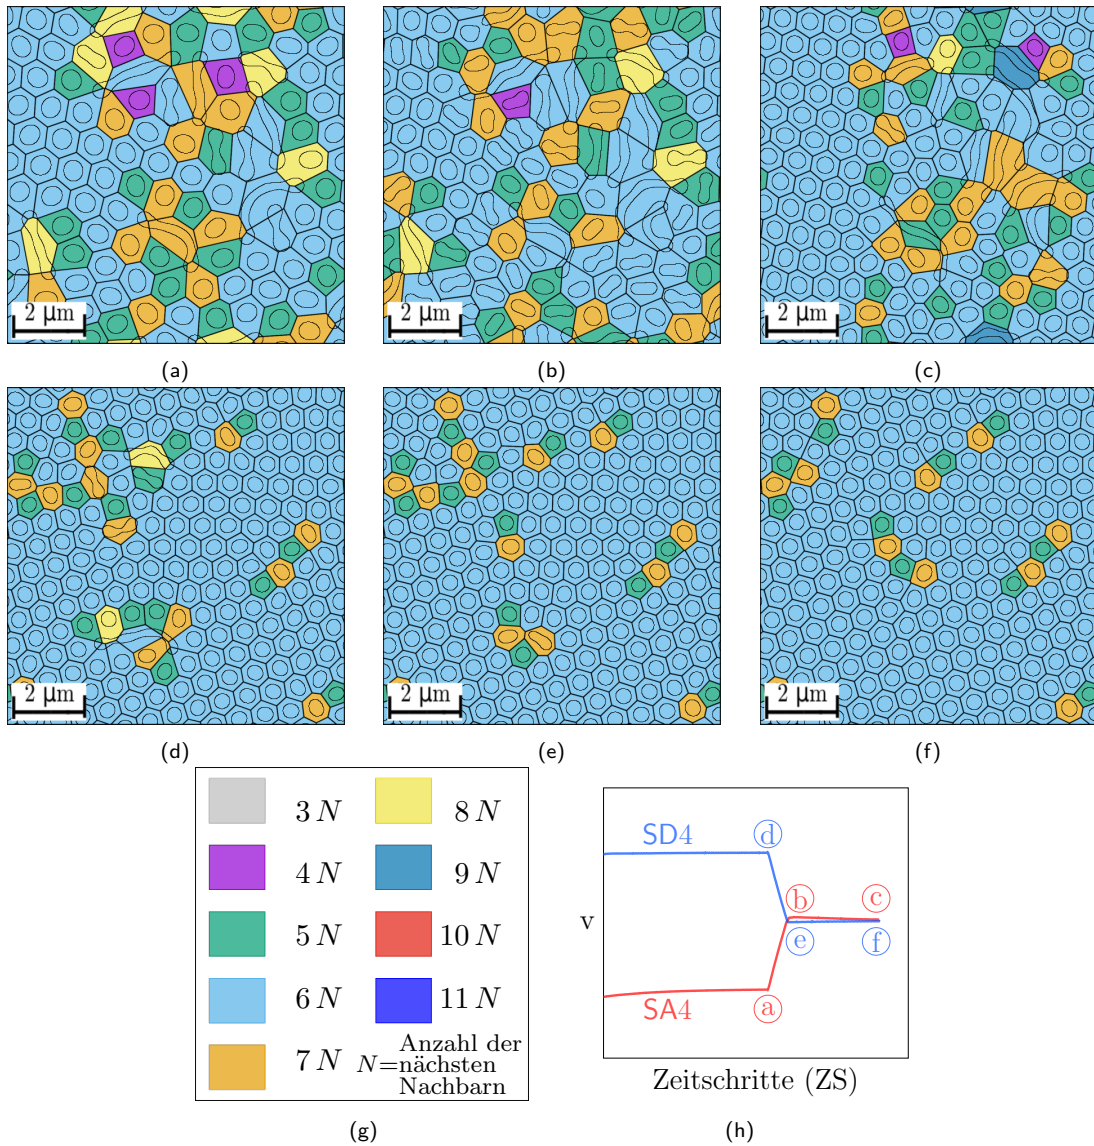 2 µm
2 µm
2 µm
(a)
(b)
(c)
2 µm
2 µm
2 µm
(d)
(e)
(f)
3 N
8 N
4 N
9 N
5 N
10 N
6 N
11 N
7 N
N=Anzahl der
nächsten
Nachbarn
SD4
d
b
c
v
e
f
SA4
a
Zeitschritte (ZS)
(g)
(h)